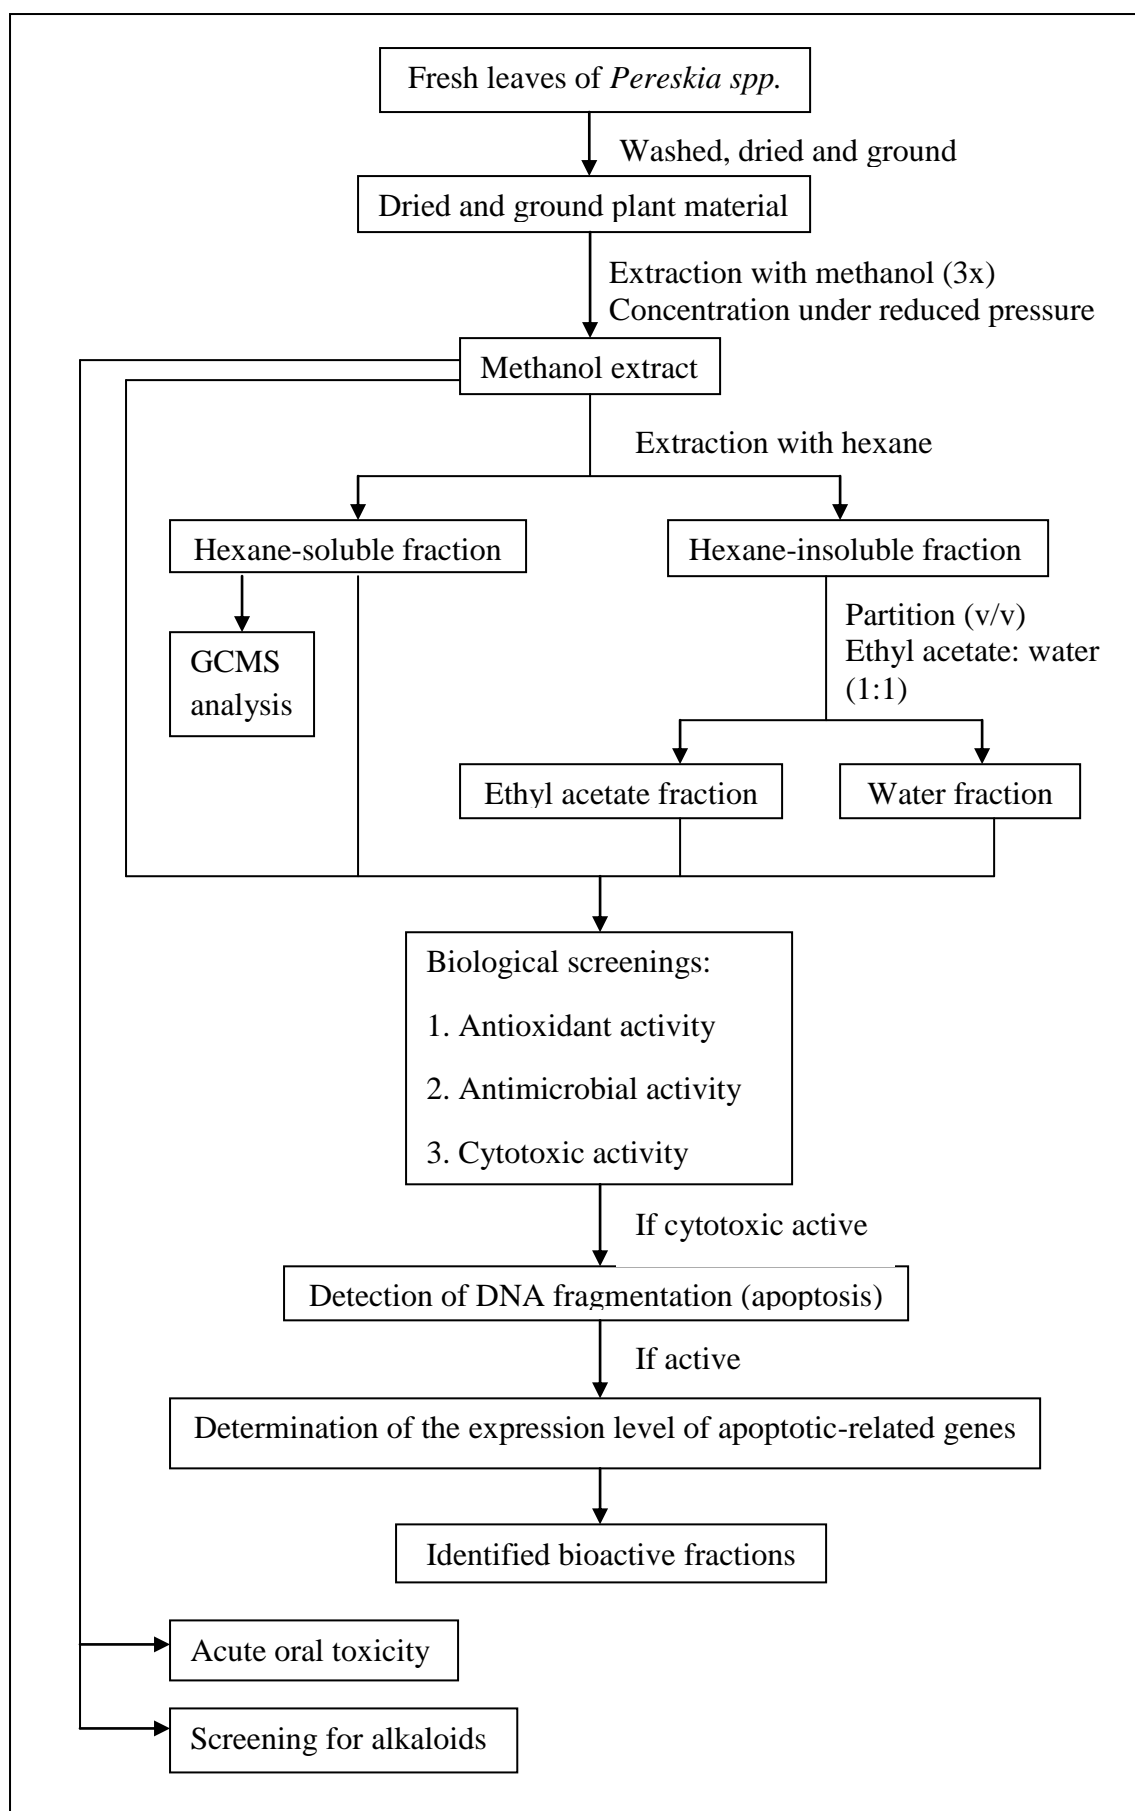 Fresh leaves of Pereskia spp.
Washed, dried and ground
Dried and ground plant material
Extraction with methanol (3x)
Concentration under reduced pressure
Methanol extract
Extraction with hexane
Hexane-soluble fraction
Hexane-insoluble fraction
GCMS
analysis
Partition (v/v)
Ethyl acetate: water
(1:1)
Ethyl acetate fraction
Water fraction
Biological screenings:
1. Antioxidant activity
2. Antimicrobial activity
3. Cytotoxic activity
If cytotoxic active
Detection of DNA fragmentation (apoptosis)
If active
Determination of the expression level of apoptotic-related genes
Identified bioactive fractions
Acute oral toxicity
Screening for alkaloids